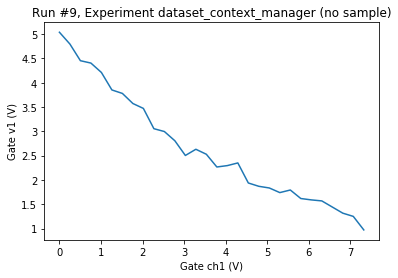 Run #9, Experiment dataset_context_manager (no sample)
Gate v1 (V)
5
4.5
4
3.5
3
2.5
2
1.5
1
0 1 2 3 4 5 6 7
Gate ch1 (V)